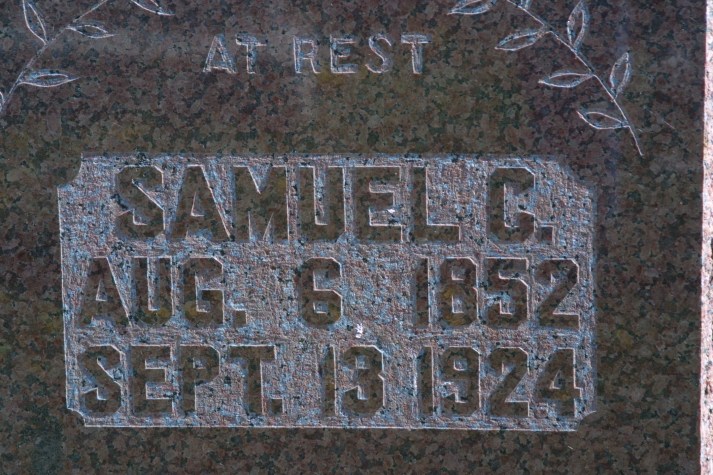 AT REST
SAMUEL C.
AUG. 6 1852
SEPT. 13 1924